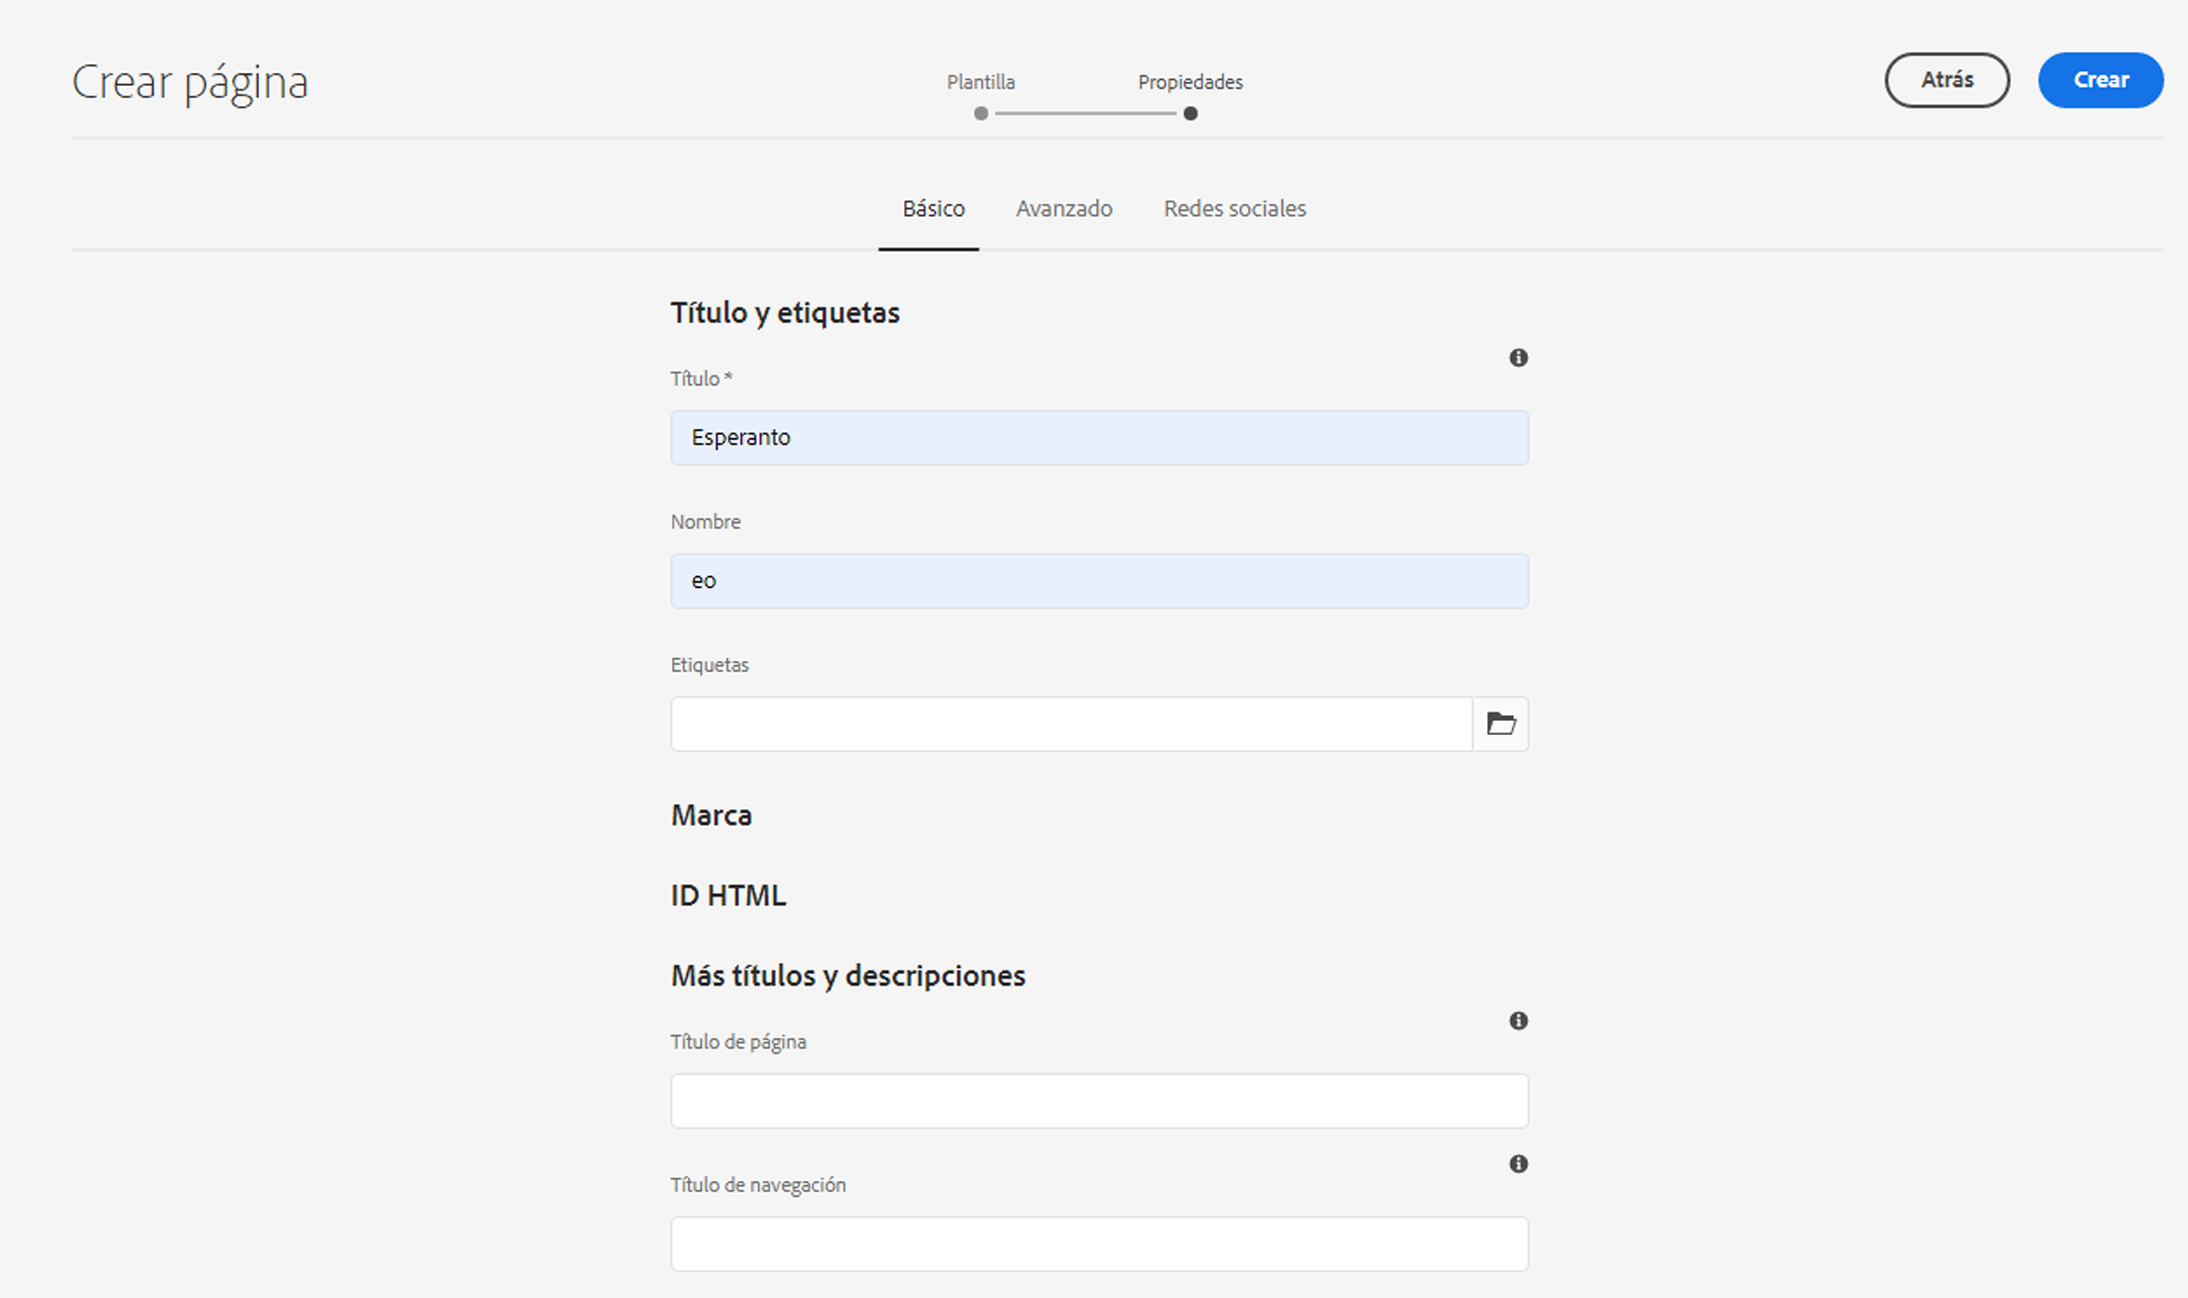 Crear página
Plantilla
Propiedades
Atrás
Crear
Básico
Avanzado
Redes sociales
Título y etiquetas
Título *
Esperanto
Nombre
eo
Etiquetas
Marca
ID HTML
Más títulos y descripciones
Título de página
Título de navegación